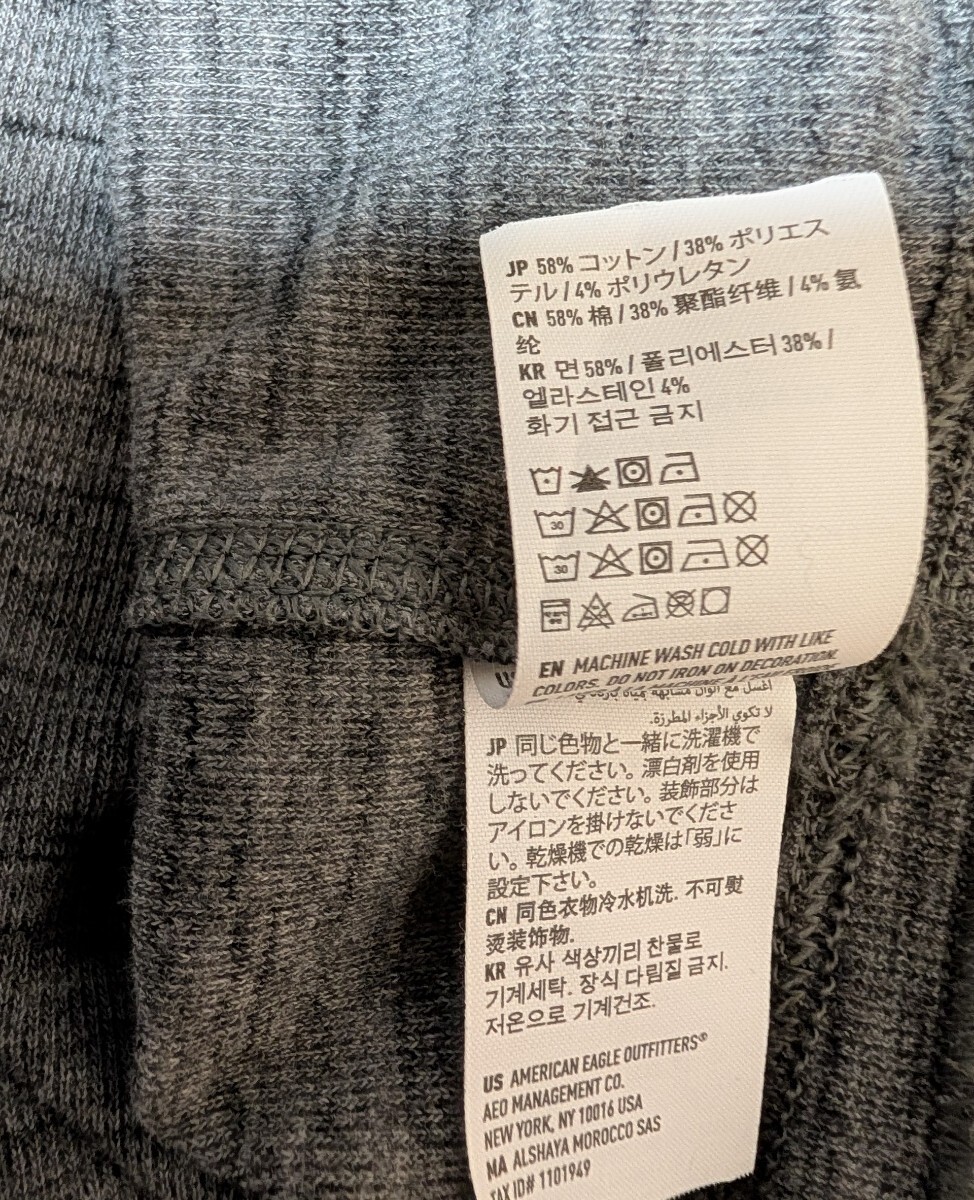 JP 58% コットン / 38% ポリエス
テル / 4% ポリウレタン
CN 58% 棉 / 38% 聚酯纤维 / 4% 氨
纶
KR 면 58% / 폴리에스터 38% /
엘라스테인 4%
화기 접근 금지
30
30
EN MACHINE WASH COLD WITH LIKE
COLORS. DO NOT IRON ON DECORATION.
لا تكوي الأجزاء المطرزة.
JP 同じ色物と一緒に洗濯機で
洗ってください。漂白剤を使用
しないでください。装飾部分は
アイロンを掛けないでくださ
い。乾燥機での乾燥は「弱」に
設定下さい。
CN 同色衣物冷水机洗. 不可熨
烫装饰物.
KR 유사 색상끼리 찬물로
기계세탁. 장식 다림질 금지.
저온으로 기계건조.
US AMERICAN EAGLE OUTFITTERS®
AEO MANAGEMENT CO.
NEW YORK, NY 10016 USA
MA ALSHAYA MOROCCO SAS
TAX ID# 1101949